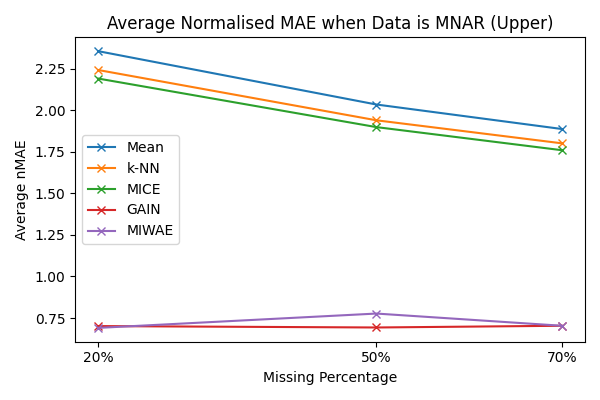 Average Normalised MAE when Data is MNAR (Upper)
Average nMAE
2.25
2.00
1.75
1.50
1.25
1.00
0.75
Mean
k-NN
MICE
GAIN
MIWAE
20%
50%
70%
Missing Percentage